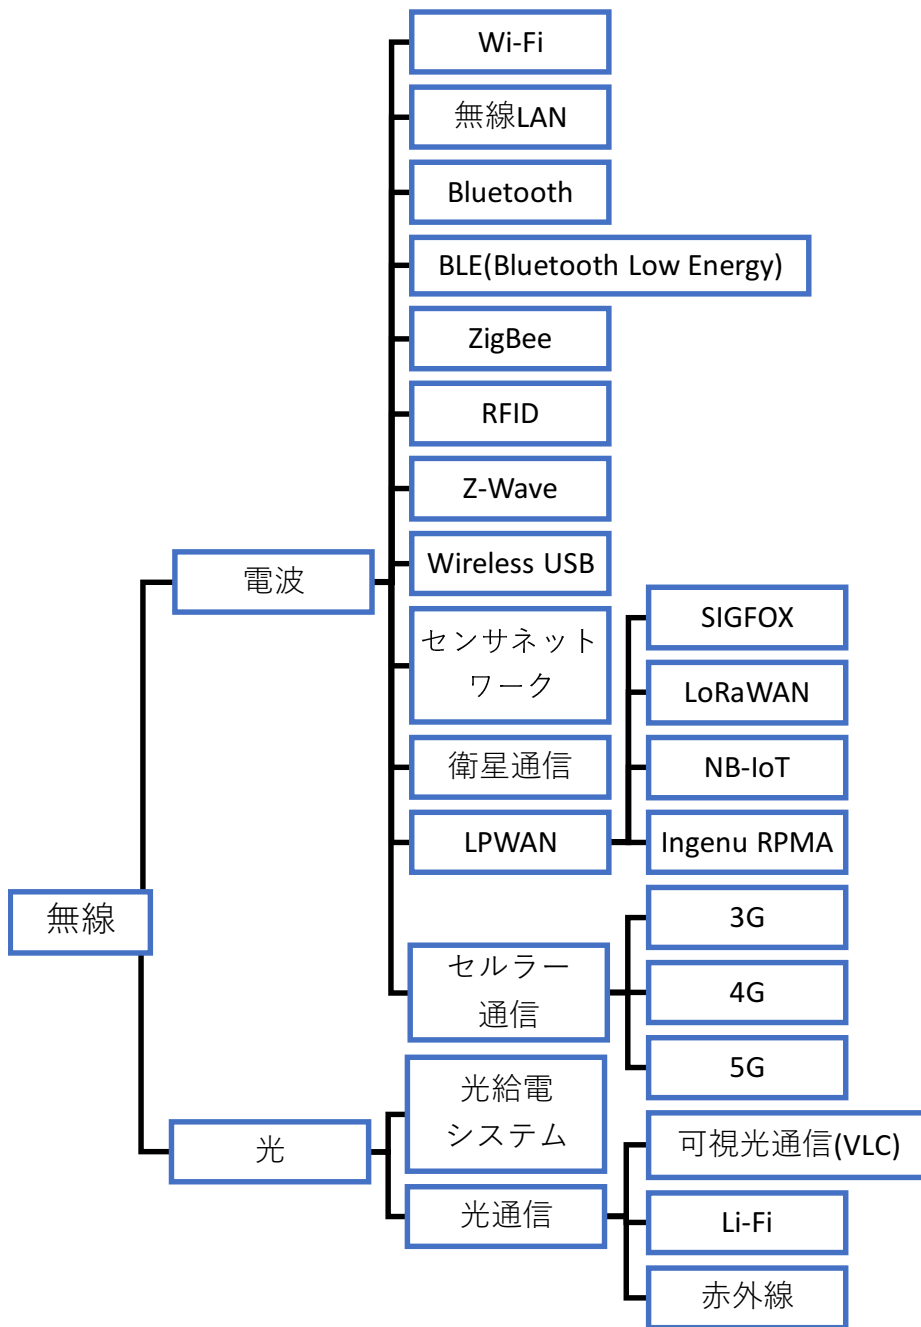 Wi-Fi
無線LAN
Bluetooth
BLE(Bluetooth Low Energy)
ZigBee
RFID
Z-Wave
Wireless USB
電波
センサネット
ワーク
衛星通信
LPWAN
SIGFOX
LoRaWAN
NB-IoT
Ingenu RPMA
無線
セルラー
通信
3G
4G
5G
光
光給電
システム
光通信
可視光通信(VLC)
Li-Fi
赤外線